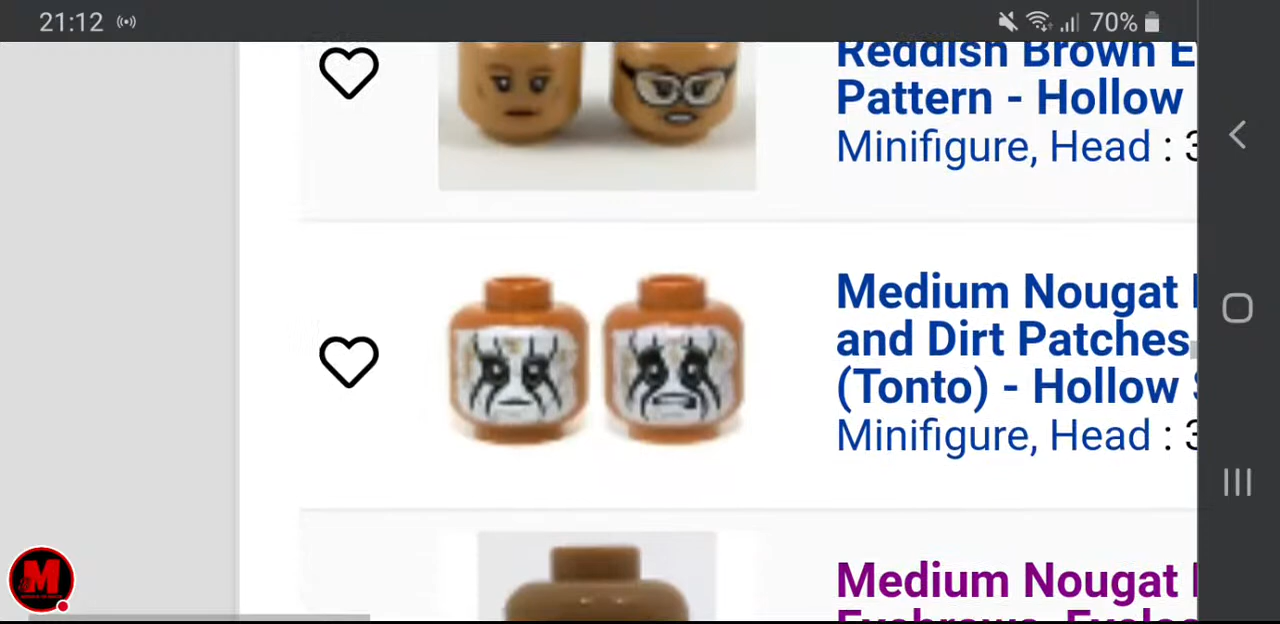 21:12
70%
Reddish Brown E
Pattern - Hollow
Minifigure, Head : 3
Medium Nougat
and Dirt Patches
(Tonto) - Hollow
Minifigure, Head : 3
Medium Nougat
M